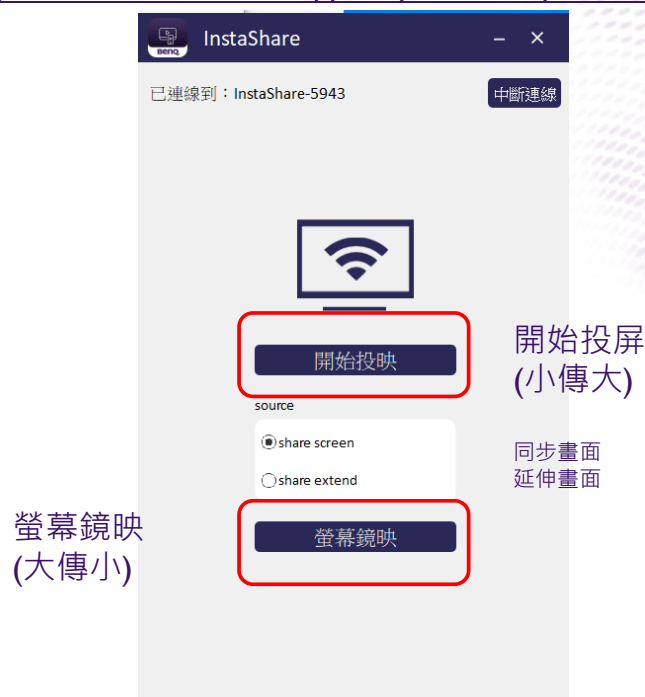 BenQ
InstaShare
已連線到：InstaShare-5943
中斷連線
開始投映
開始投屏
(小傳大)
source
share screen
share extend
同步畫面
延伸畫面
螢幕鏡映
螢幕鏡映
(大傳小)